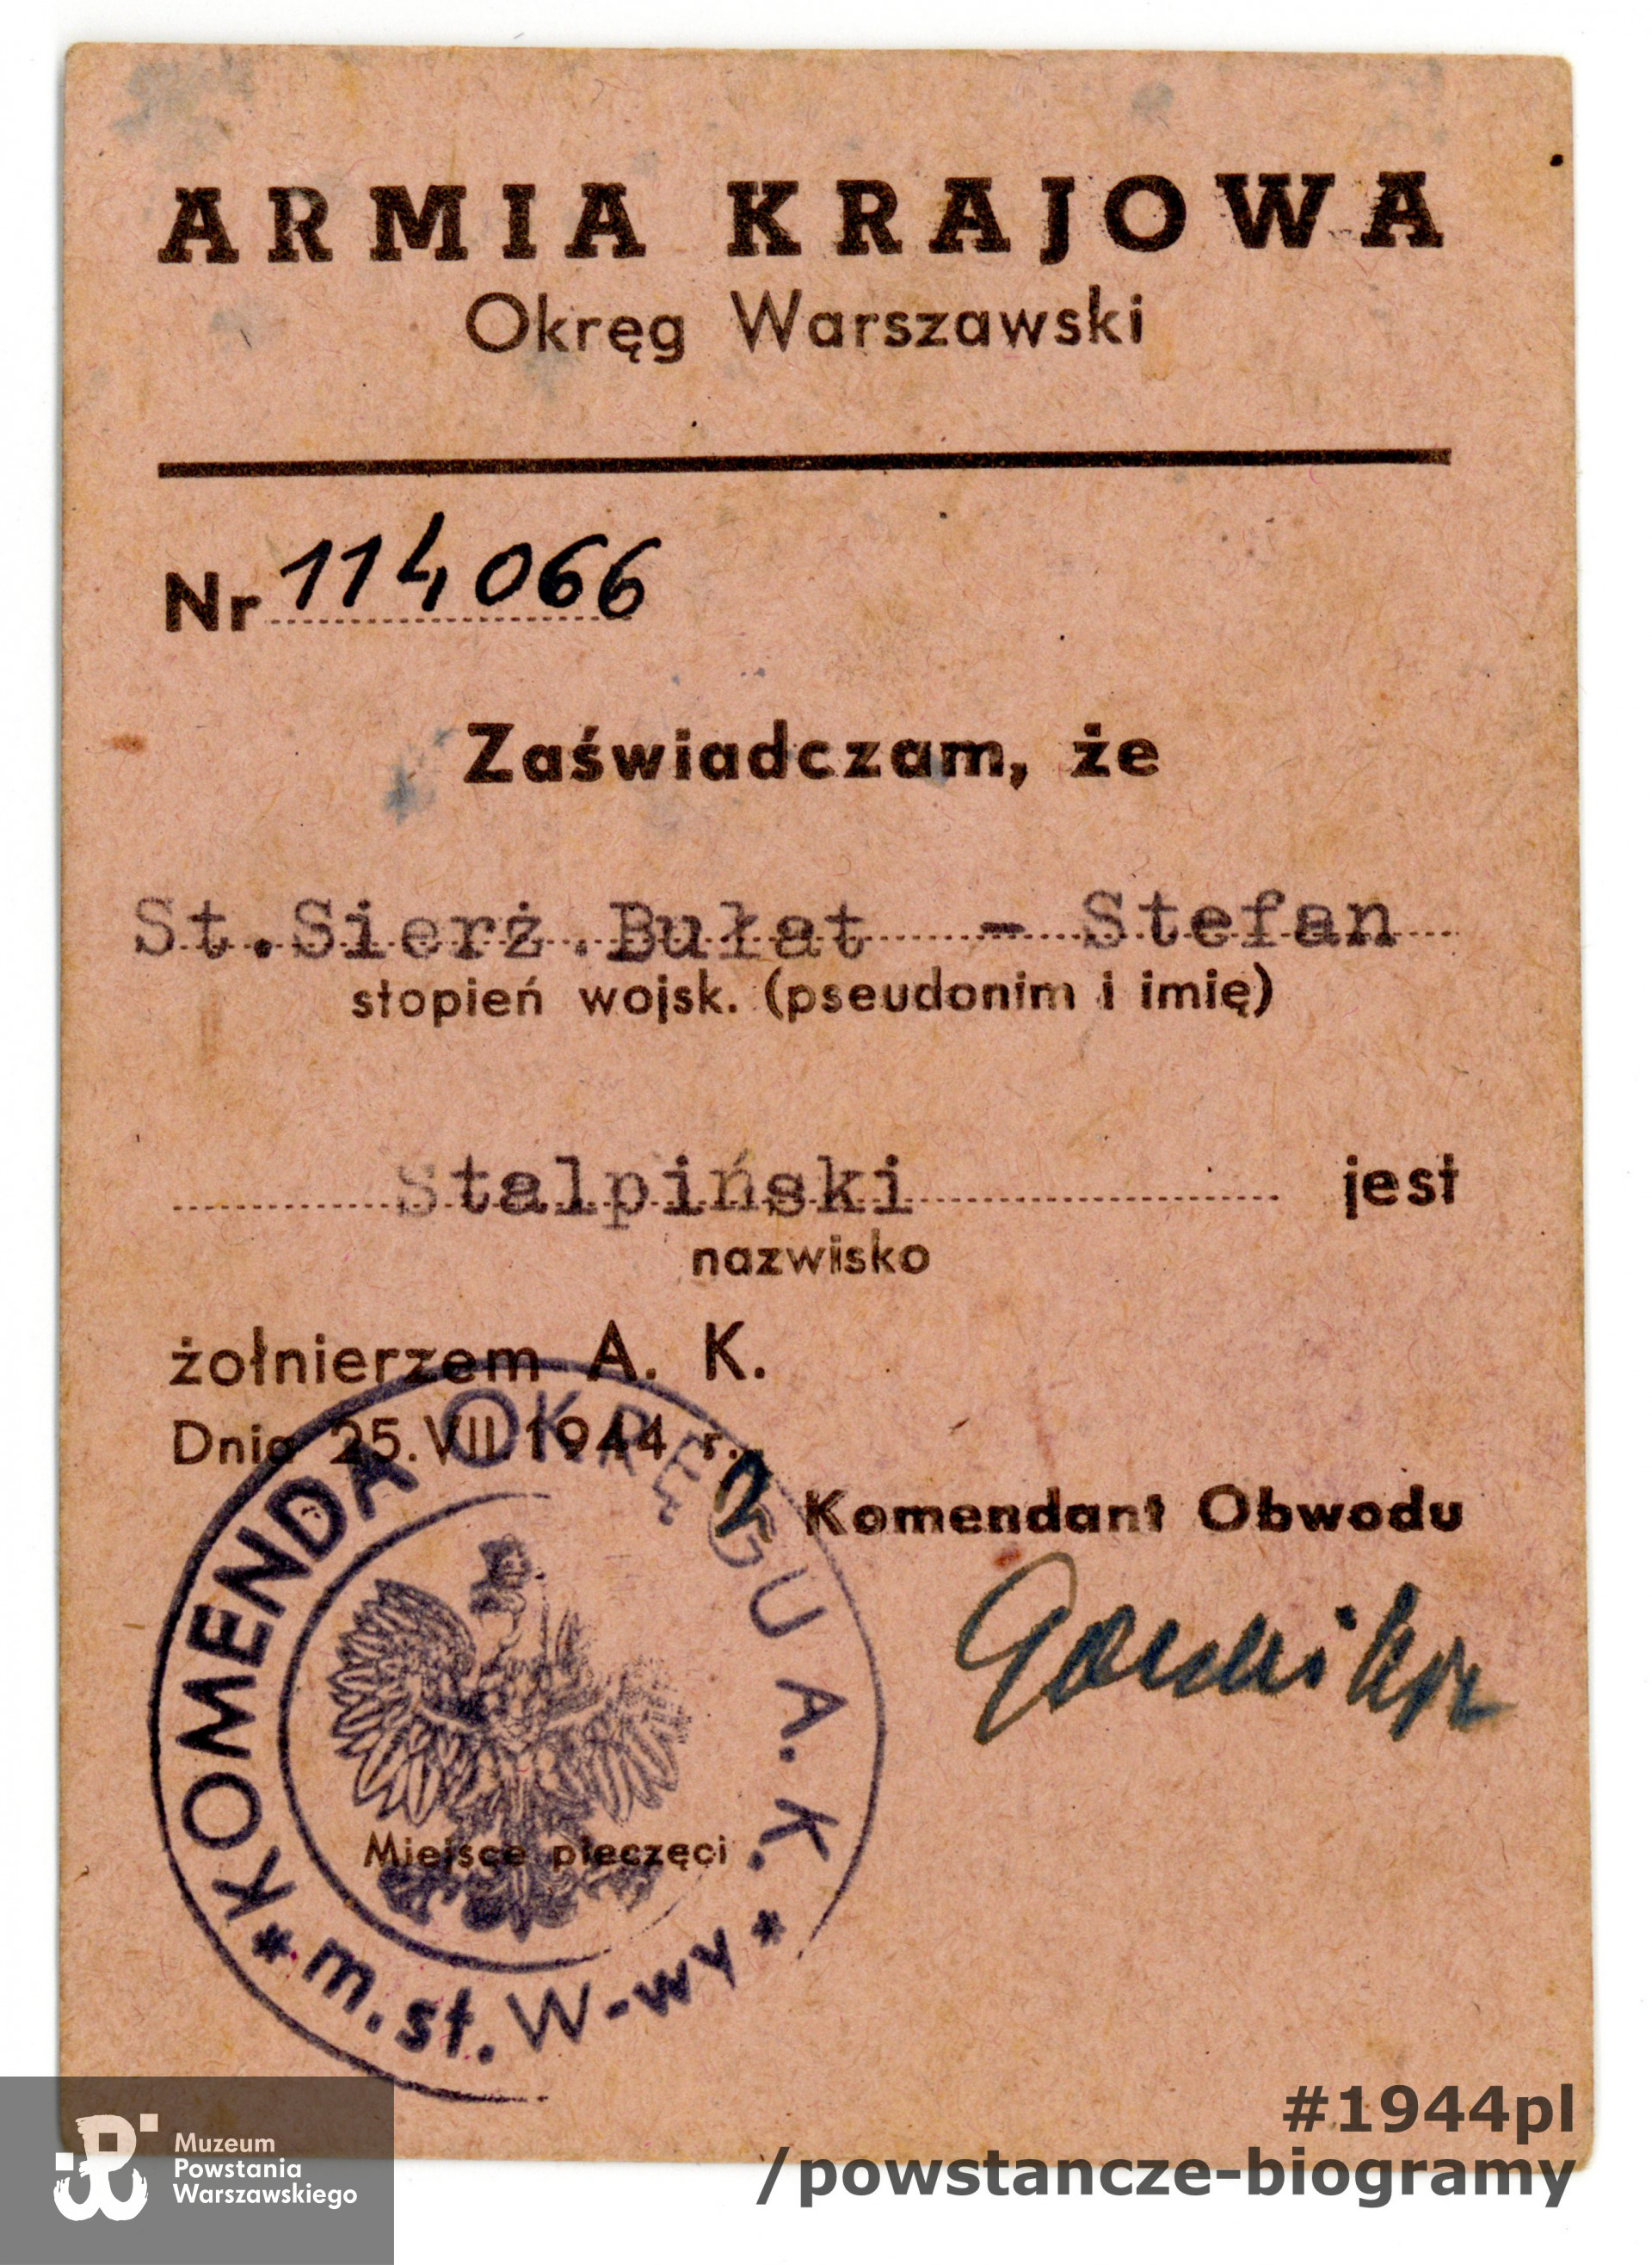 ARMIA KRAJOWA
Okręg Warszawski
Nr 114066
Zaświadczam, że
St.Sierż.Bułat - Stefan
stopień wojsk. (pseudonim i imię)
Stalpiński jest
nazwisko
żołnierzem A. K.
Dnia 25.VII.1944 r.
Komendant Obwodu
KOMENDA OKRĘGU A.K.
* m.st. W-wy *
Miejsce pieczęci
#1944pl
/powstancze-biogramy
Muzeum
Powstania
Warszawskiego